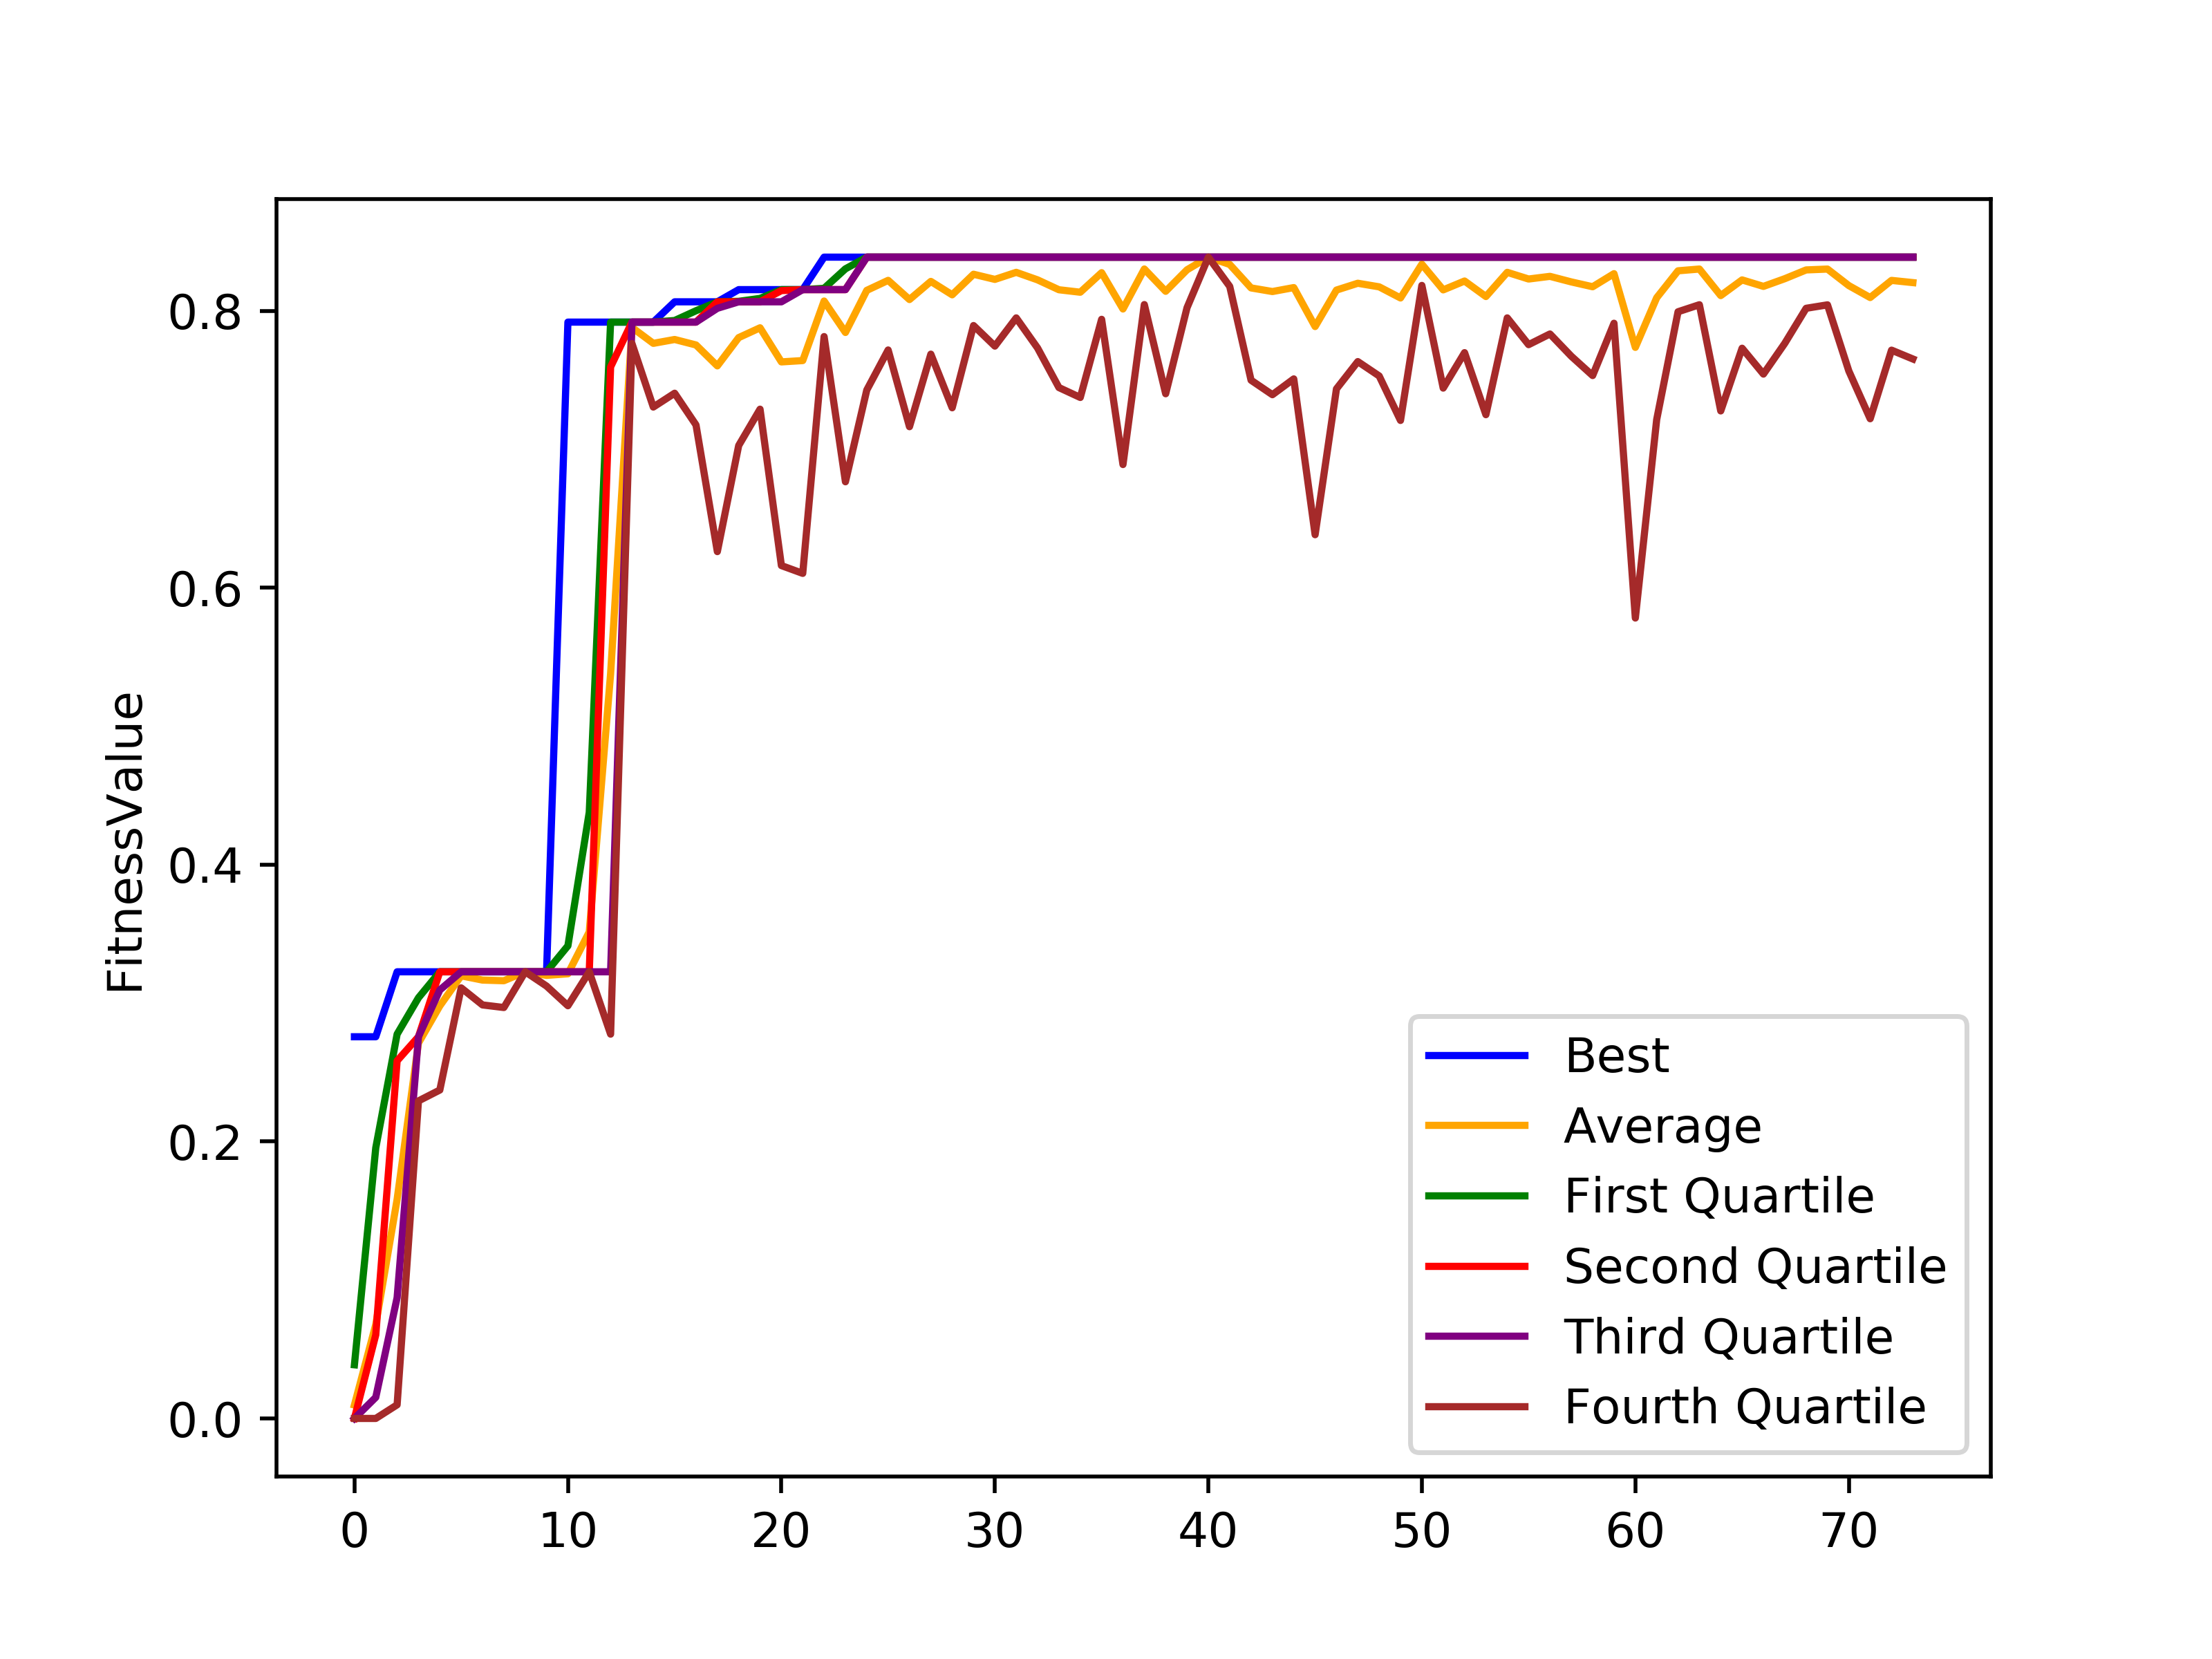 FitnessValue
0.8
0.6
0.4
0.2
0.0
0 10 20 30 40 50 60 70
Best
Average
First Quartile
Second Quartile
Third Quartile
Fourth Quartile